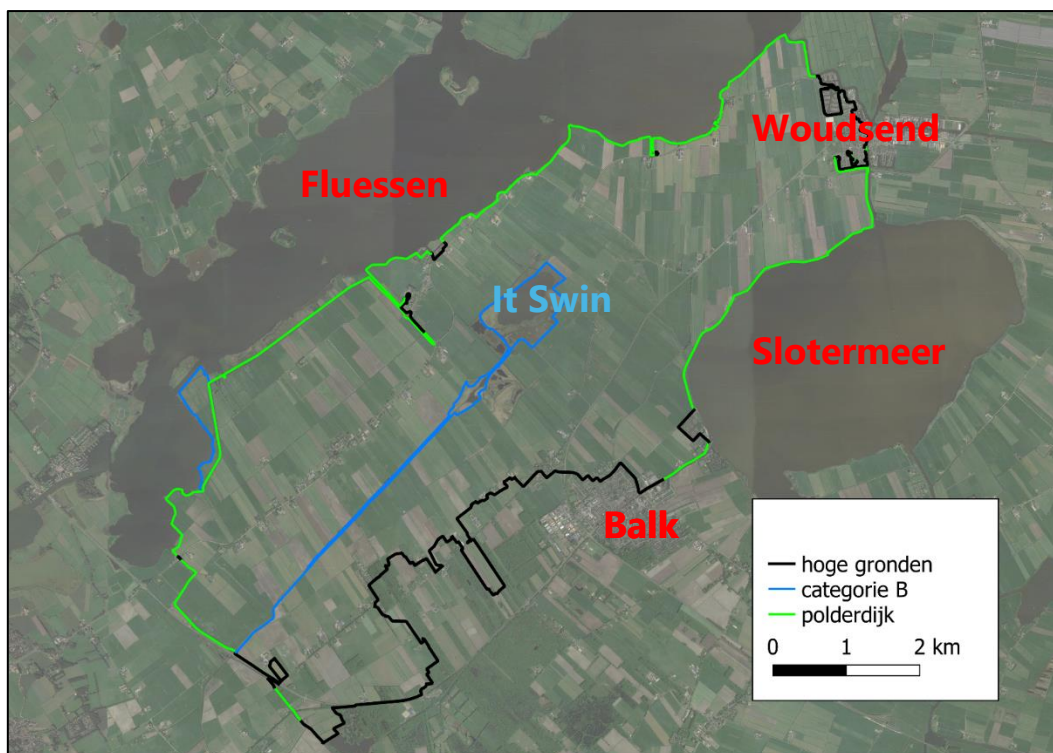 Woudsend
Fluessen
It Swin
Slotermeer
Balk
hoge gronden
categorie B
polderdijk
0 1 2 km